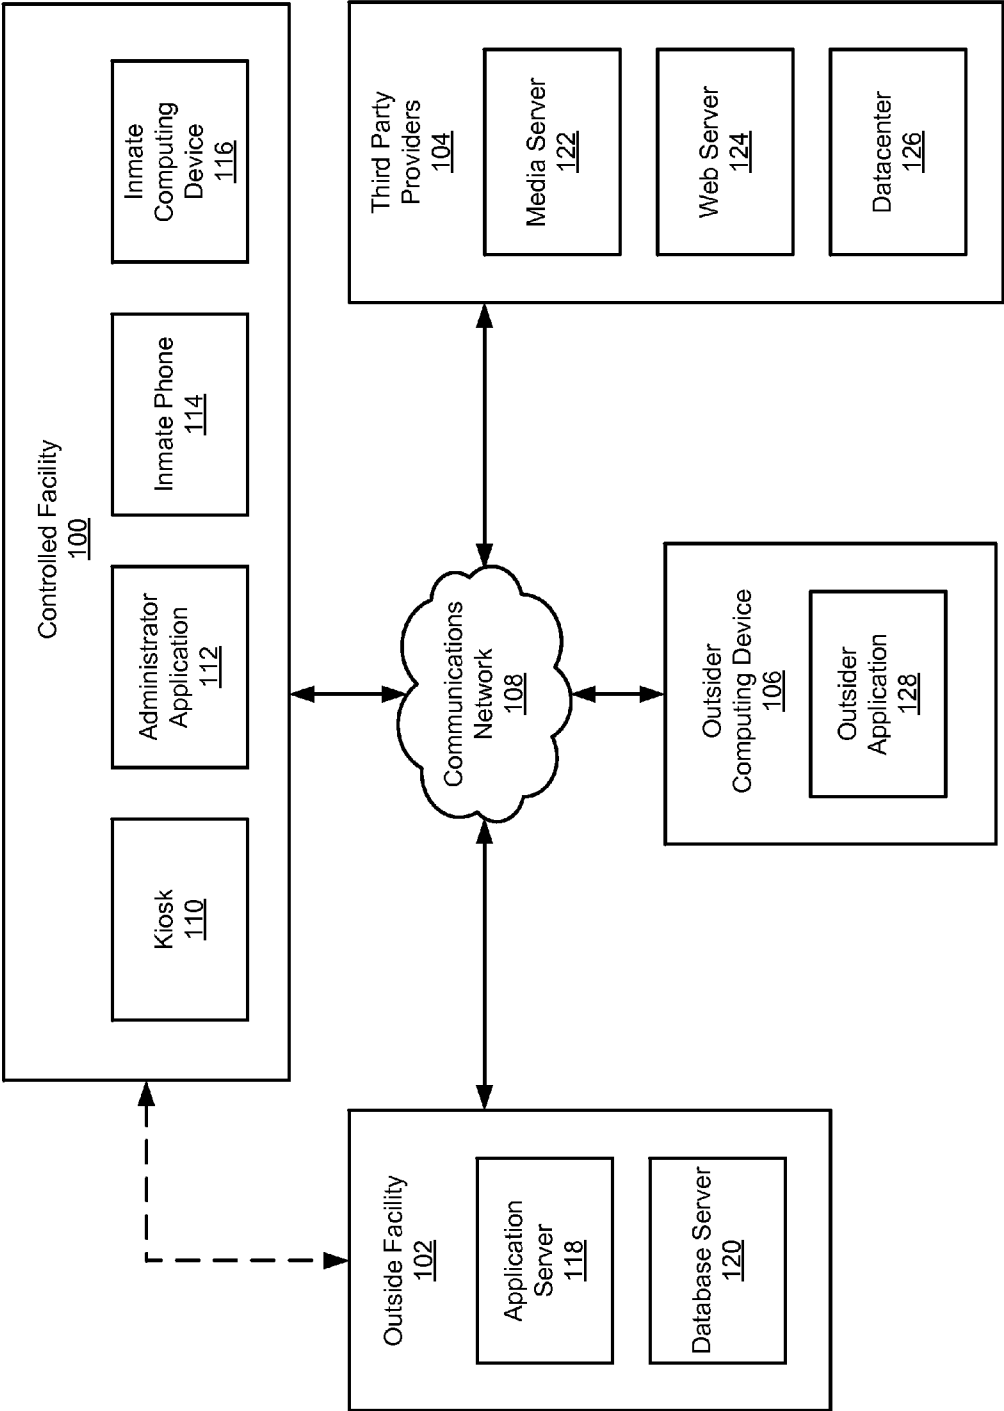 Controlled Facility
100
Kiosk
110
Administrator
Application
112
Inmate Phone
114
Inmate
Computing
Device
116
Communications
Network
108
Outside Facility
102
Application
Server
118
Database Server
120
Outsider
Computing Device
106
Outsider
Application
128
Third Party
Providers
104
Media Server
122
Web Server
124
Datacenter
126